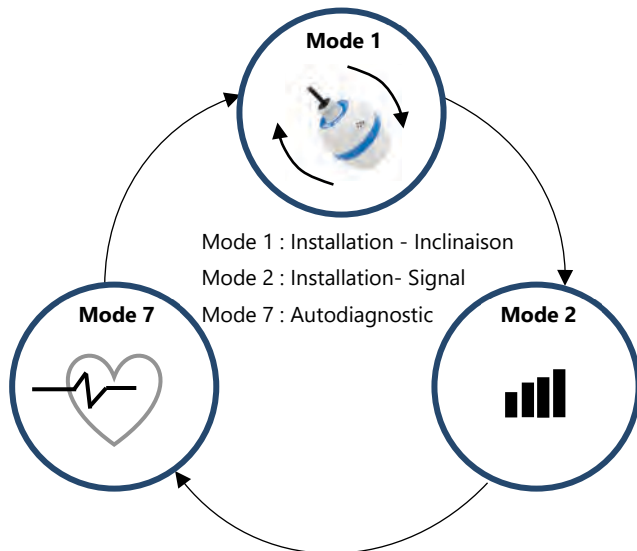 Mode 1
Mode 1 : Installation - Inclinaison
Mode 2 : Installation- Signal
Mode 7 : Autodiagnostic
Mode 7
Mode 2